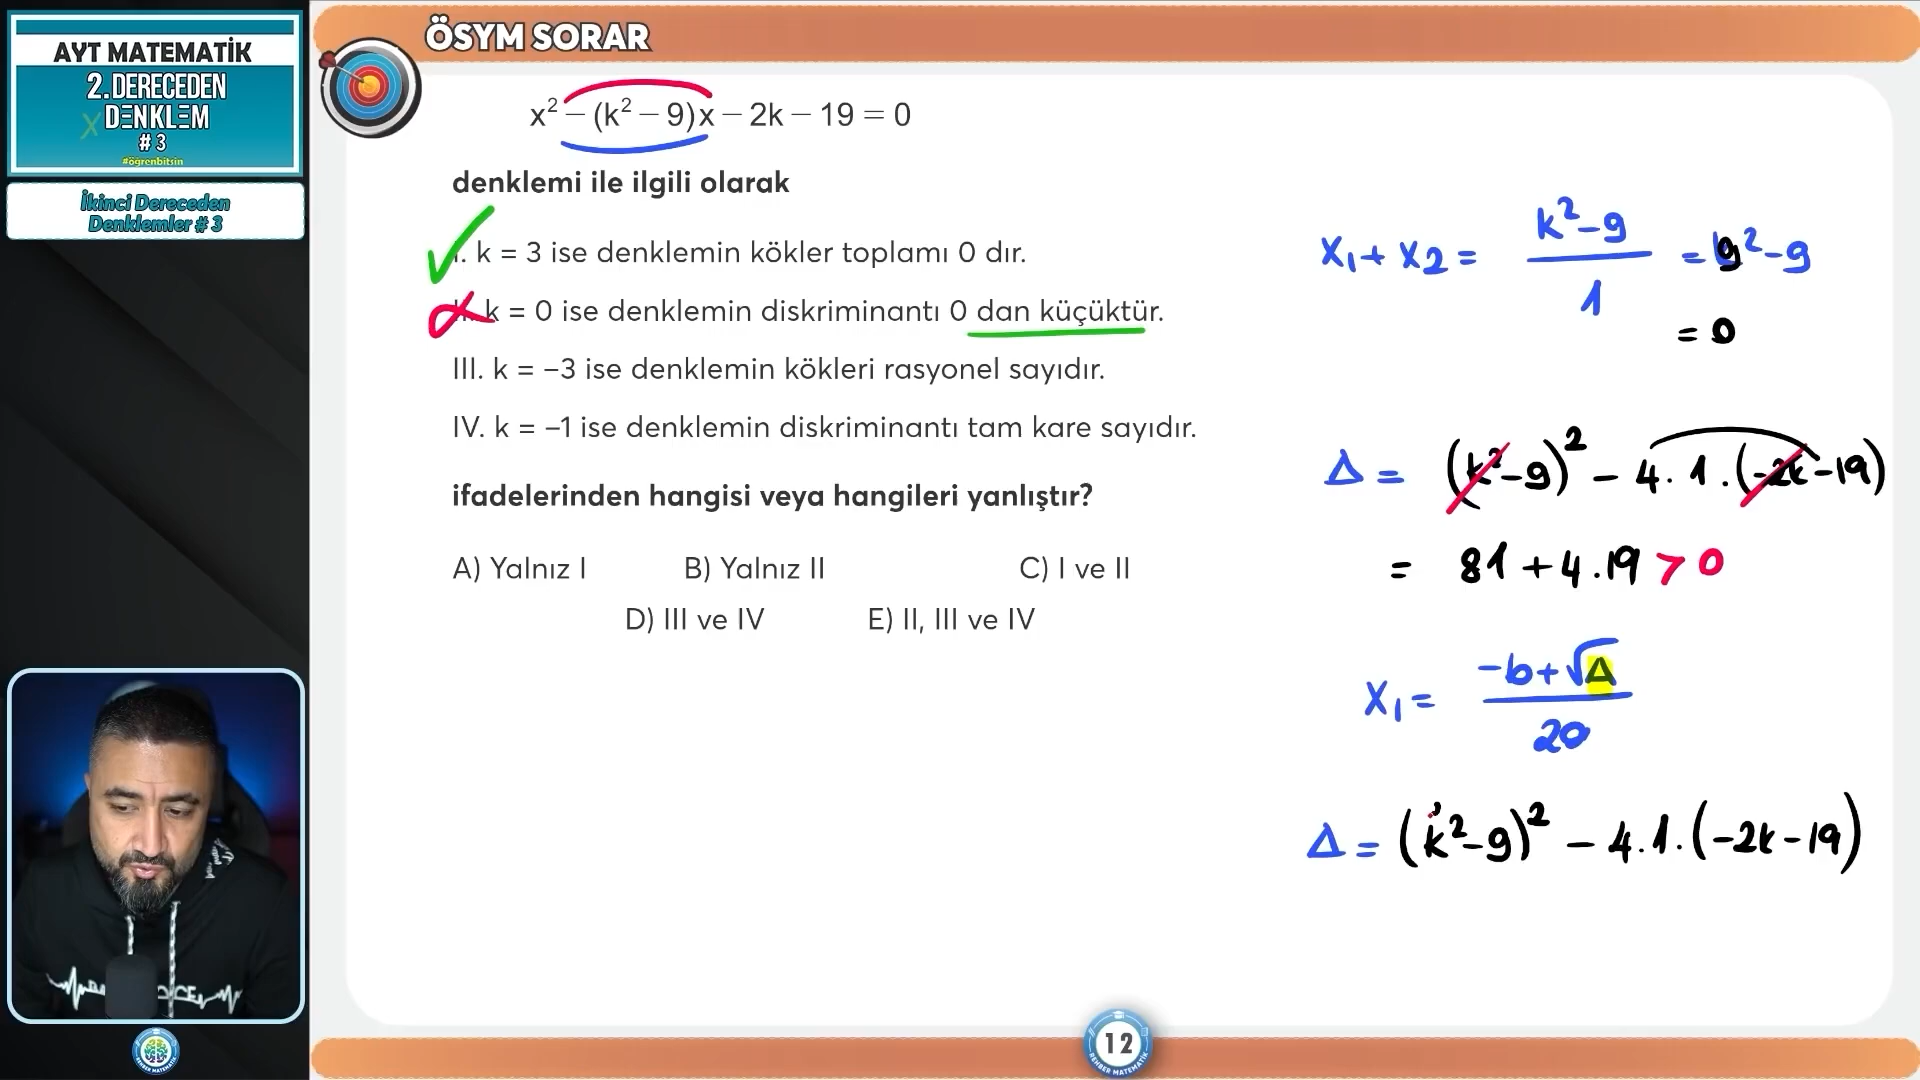 AYT MATEMATİK
2. DERECEDEN
DENKLEM
# 3
#öğrenbitsin
İkinci Dereceden
Denklemler # 3
ÖSYM SORAR
x² – (k² – 9)x – 2k – 19 = 0
denklemi ile ilgili olarak
I. k = 3 ise denklemin kökler toplamı 0 dır.
II. k = 0 ise denklemin diskriminantı 0 dan küçüktür.
III. k = –3 ise denklemin kökleri rasyonel sayıdır.
IV. k = –1 ise denklemin diskriminantı tam kare sayıdır.
ifadelerinden hangisi veya hangileri yanlıştır?
A) Yalnız I B) Yalnız II C) I ve II
D) III ve IV E) II, III ve IV
x₁ + x₂ = k² – 9 / 1 = 9² – 9
= 0
Δ = (k² – 9)² – 4 . 1 . (–2k – 19)
= 81 + 4 . 19 > 0
x₁ = –b + √Δ / 2a
Δ = (k² – 9)² – 4 . 1 . (–2k – 19)
12
REHBER MATEMATİK
REHBER MATEMATİK